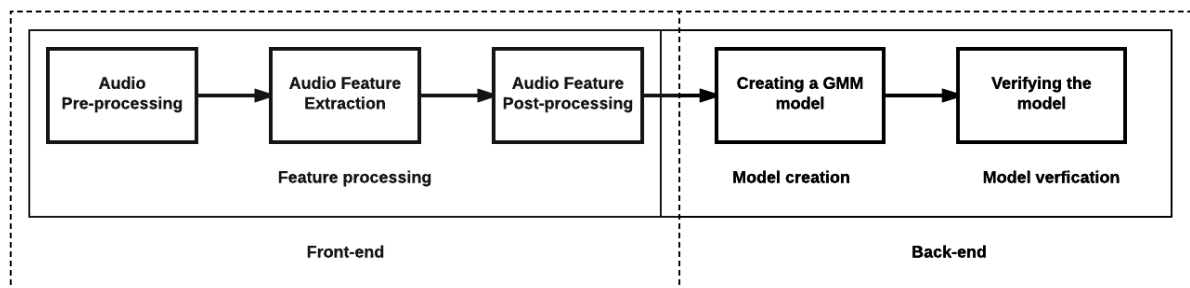 Audio
Pre-processing
Audio Feature
Extraction
Audio Feature
Post-processing
Creating a GMM
model
Verifying the
model
Feature processing
Model creation
Model verfication
Front-end
Back-end